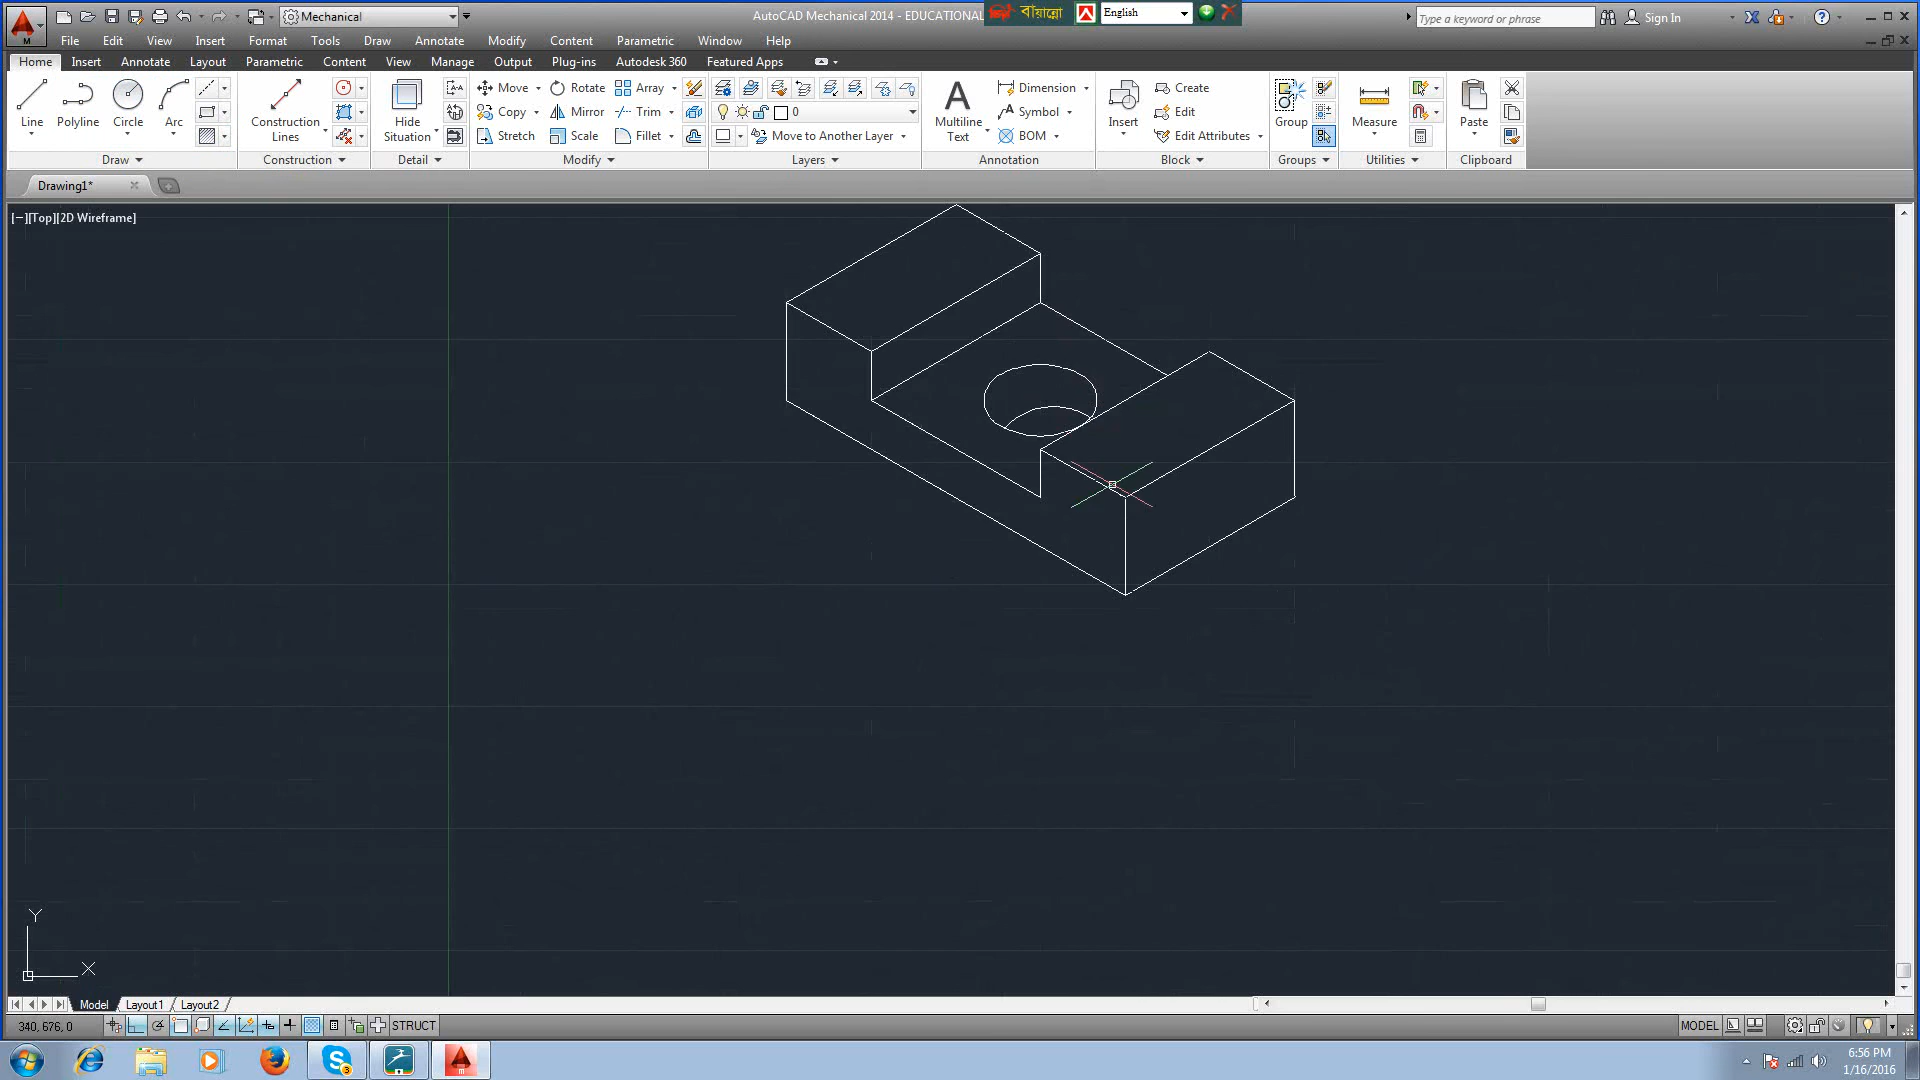 Mechanical
AutoCAD Mechanical 2014 - EDUCATIONAL
বাঁয়ান্নো
English
Type a keyword or phrase
Sign In
M
File Edit View Insert Format Tools Draw Annotate Modify Content Parametric Window Help
Home Insert Annotate Layout Parametric Content View Manage Output Plug-ins Autodesk 360 Featured Apps
Line Polyline Circle Arc
Construction Lines
Hide Situation
Move Rotate Array
Copy Mirror Trim
Stretch Scale Fillet
0
Move to Another Layer
Multiline Text
Dimension
Symbol
BOM
Insert
Create
Edit
Edit Attributes
Group
Measure
Paste
Draw Construction Detail Modify Layers Annotation Block Groups Utilities Clipboard
Drawing1*
[−][Top][2D Wireframe]
Y
X
Model Layout1 Layout2
340, 676, 0
STRUCT
MODEL
3
6:56 PM
1/16/2016